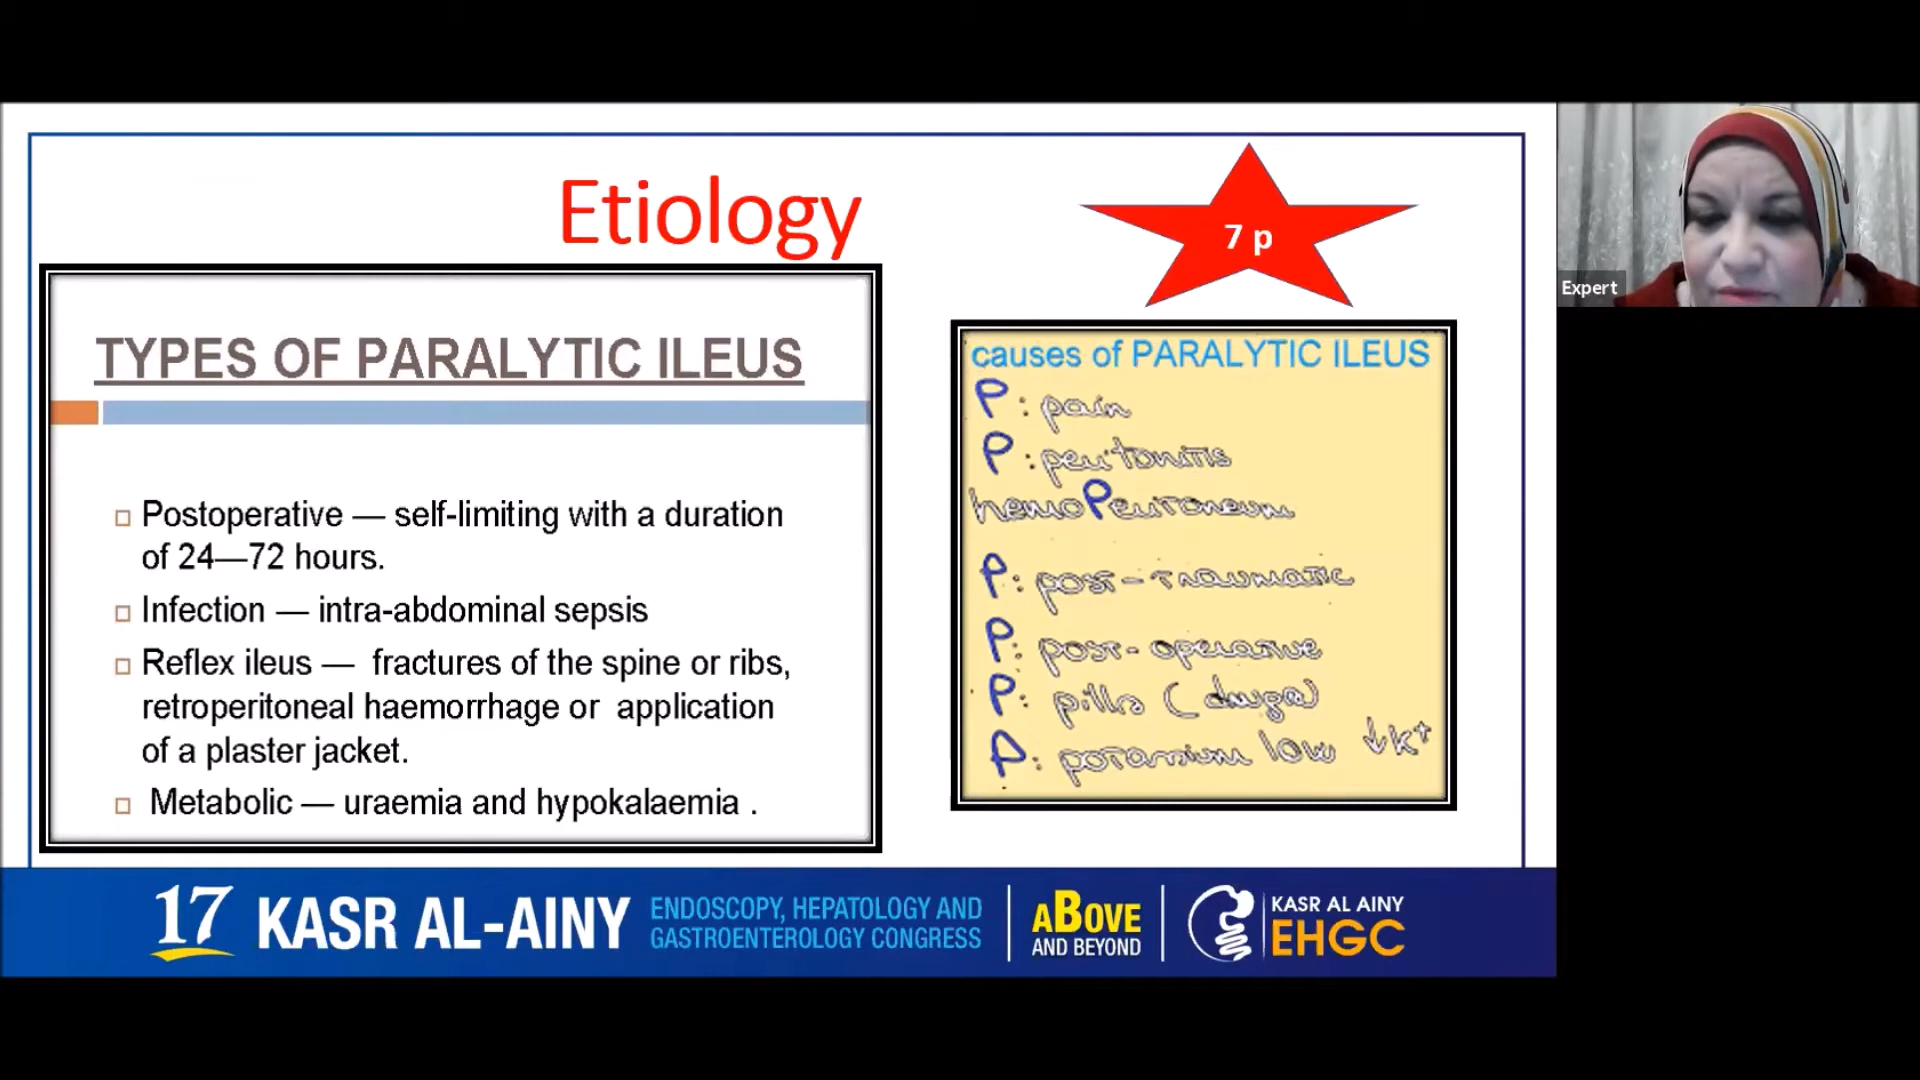 Etiology
7 p
TYPES OF PARALYTIC ILEUS
Postoperative — self-limiting with a duration
of 24—72 hours.
Infection — intra-abdominal sepsis
Reflex ileus — fractures of the spine or ribs,
retroperitoneal haemorrhage or application
of a plaster jacket.
Metabolic — uraemia and hypokalaemia .
causes of PARALYTIC ILEUS
P: pain
P: peritonitis
hemoPeritoneum
P: post-traumatic
P: post-operative
P: pills (drugs)
P: potassium low ↓K+
Expert
17 KASR AL-AINY
ENDOSCOPY, HEPATOLOGY AND
GASTROENTEROLOGY CONGRESS
ABOVE
AND BEYOND
KASR AL AINY
EHGC